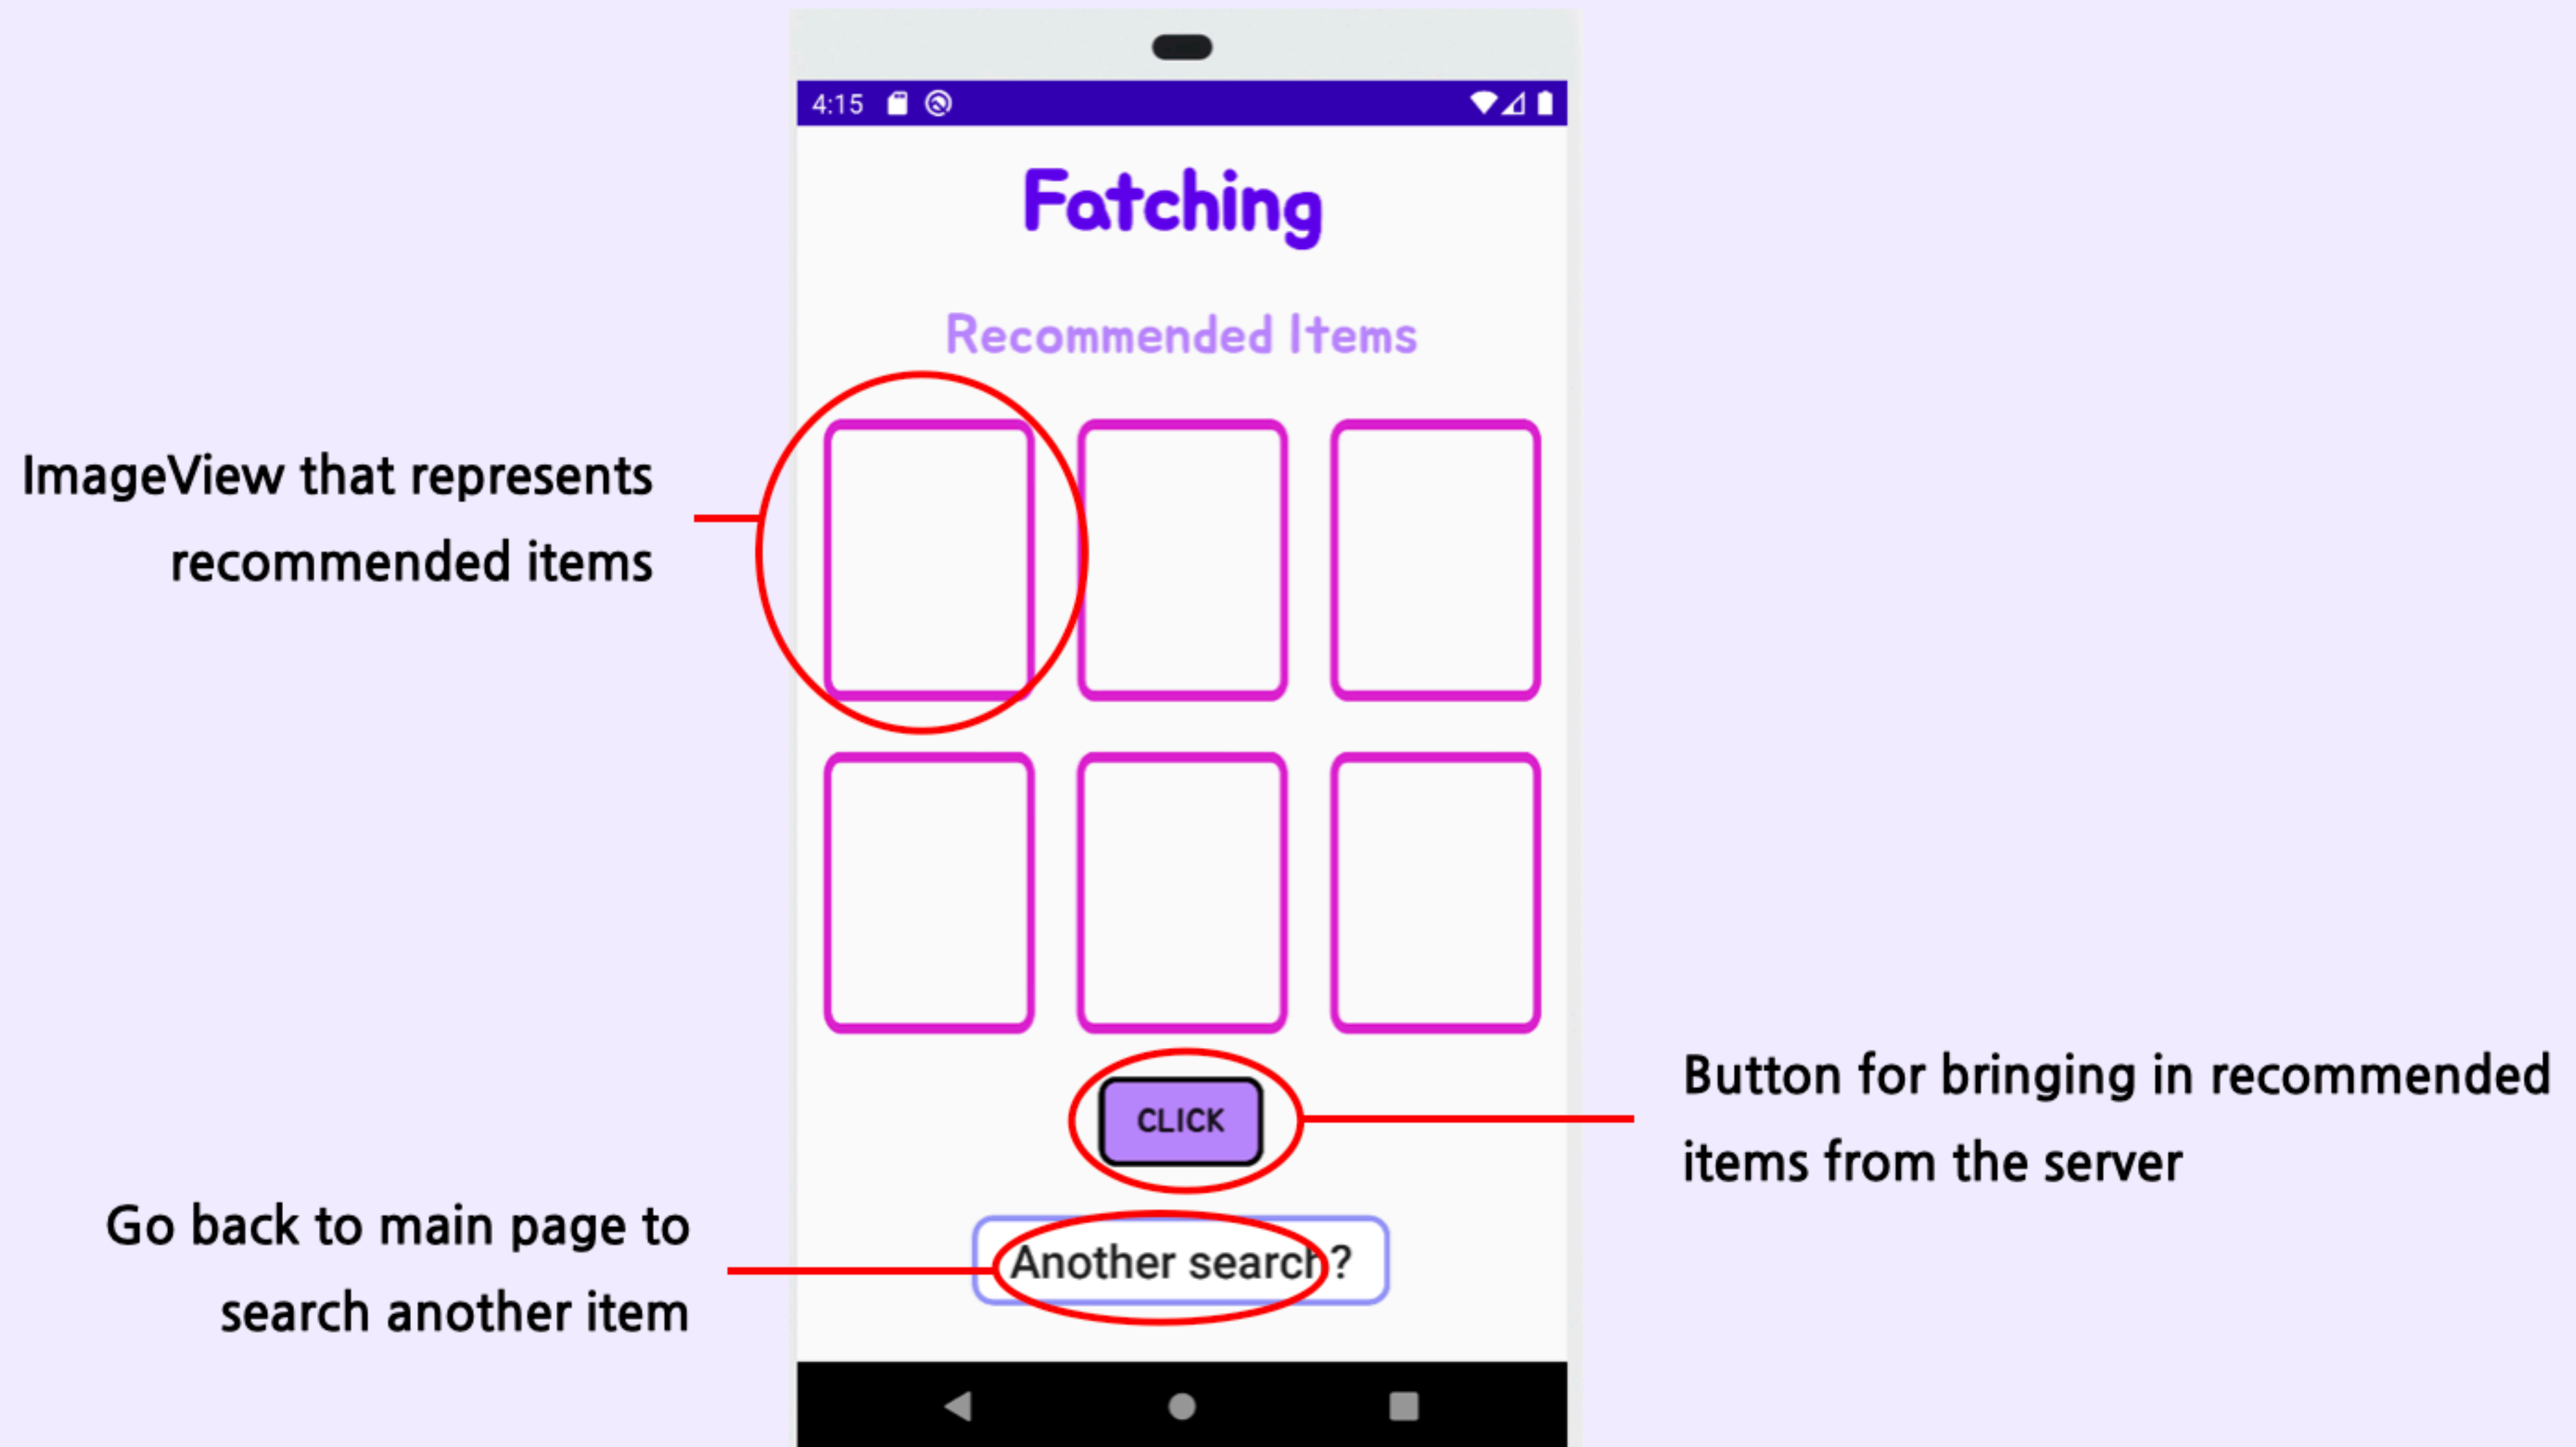 4:15
Fatching
Recommended Items
ImageView that represents
recommended items
CLICK
Button for bringing in recommended
items from the server
Another search?
Go back to main page to
search another item